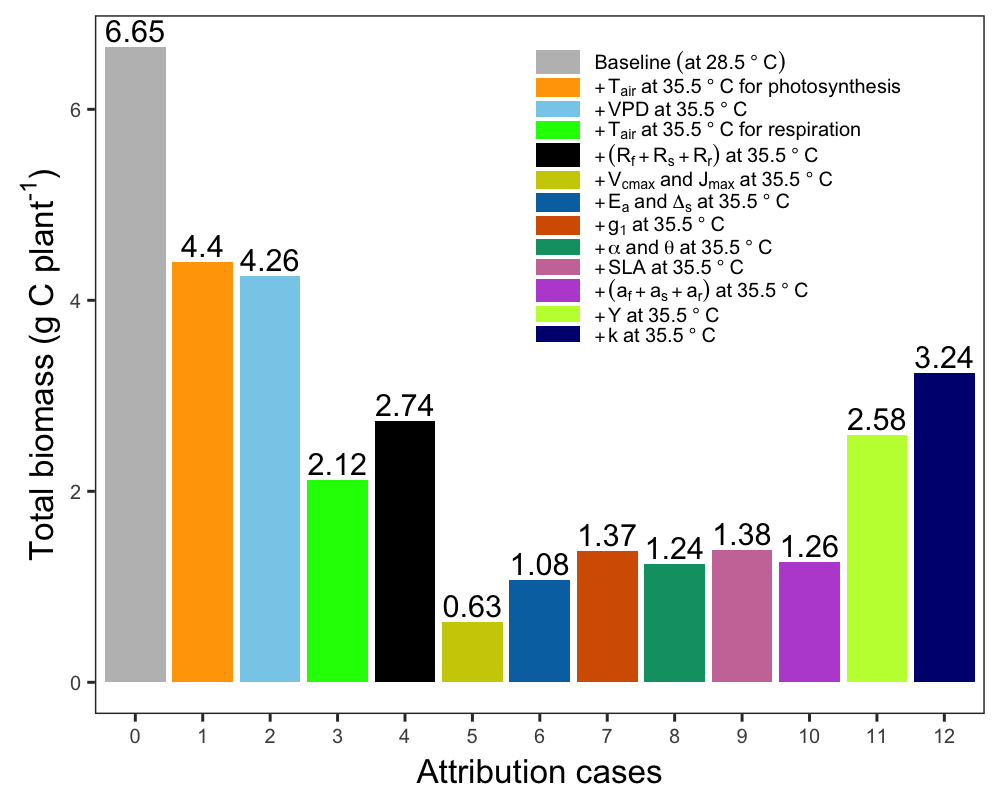 6.65
Baseline (at 28.5 ° C)
+Tair at 35.5 ° C for photosynthesis
+VPD at 35.5 ° C
+Tair at 35.5 ° C for respiration
+(Rf+Rs+Rr) at 35.5 ° C
+Vcmax and Jmax at 35.5 ° C
+Ea and Δs at 35.5 ° C
+g1 at 35.5 ° C
+α and θ at 35.5 ° C
+SLA at 35.5 ° C
+(af+as+ar) at 35.5 ° C
+Y at 35.5 ° C
+k at 35.5 ° C
4.4
4.26
2.12
2.74
0.63
1.08
1.37
1.24
1.38
1.26
2.58
3.24
6
4
2
0
Total biomass (g C plant-1)
0 1 2 3 4 5 6 7 8 9 10 11 12
Attribution cases